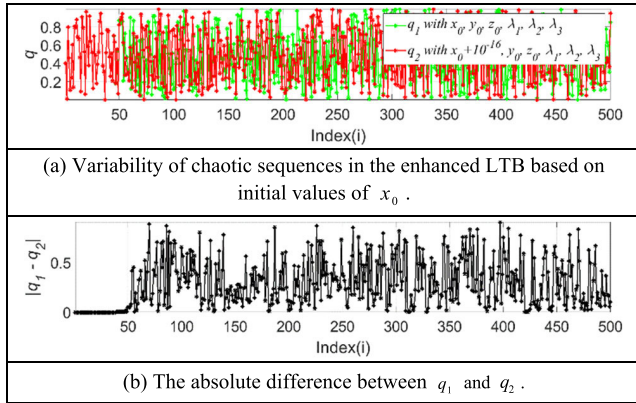 q₁ with x₀, y₀, z₀, λ₁, λ₂, λ₃
q₂ with x₀+10⁻¹⁶, y₀, z₀, λ₁, λ₂, λ₃
q
0.8
0.6
0.4
0.2
50 100 150 200 250 300 350 400 450 500
Index(i)
(a) Variability of chaotic sequences in the enhanced LTB based on
initial values of x₀ .
|q₁ - q₂|
0.5
0
50 100 150 200 250 300 350 400 450 500
Index(i)
(b) The absolute difference between q₁ and q₂ .